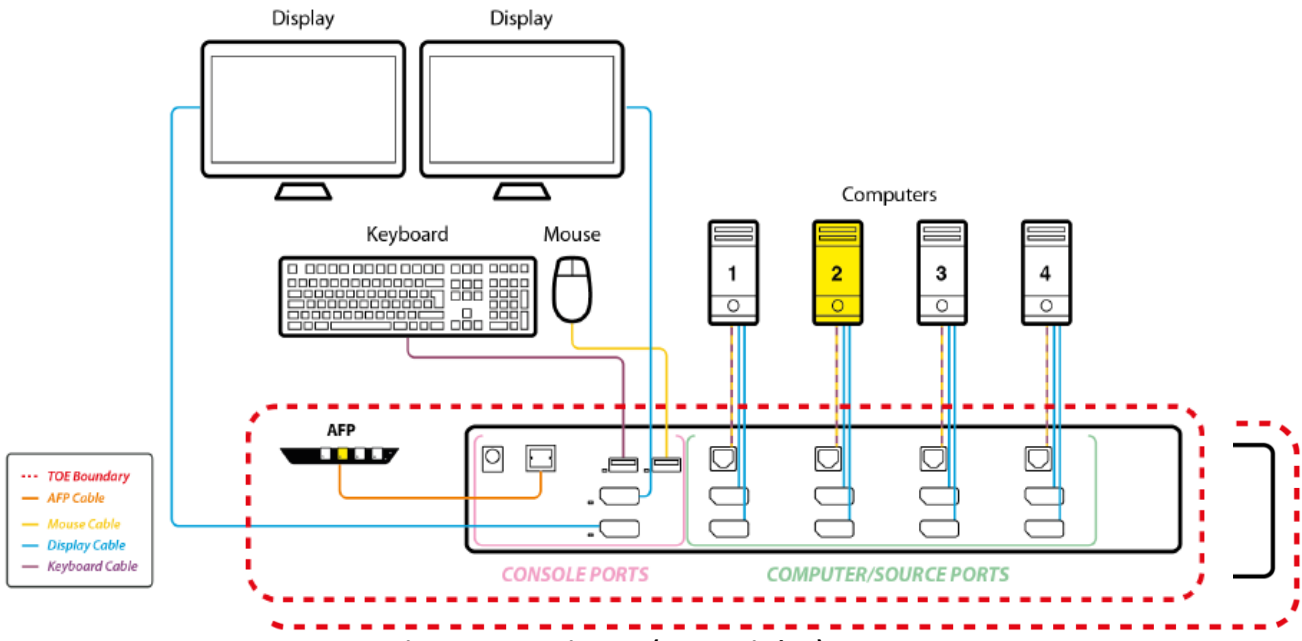 Display
Display
Computers
Keyboard
Mouse
1
2
3
4
AFP
TOE Boundary
AFP Cable
Mouse Cable
Display Cable
Keyboard Cable
CONSOLE PORTS
COMPUTER/SOURCE PORTS